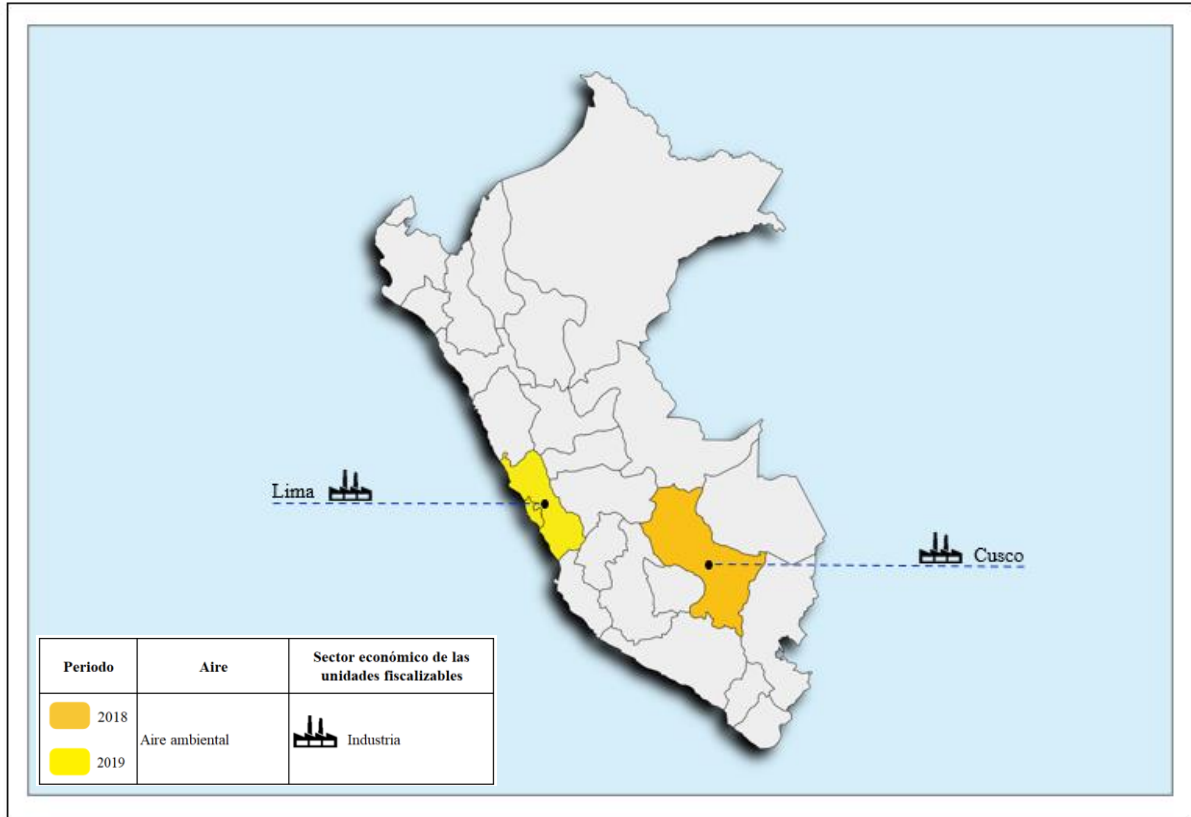 Lima
Cusco
Periodo
Aire
Sector económico de las
unidades fiscalizables
2018
2019
Aire ambiental
Industria